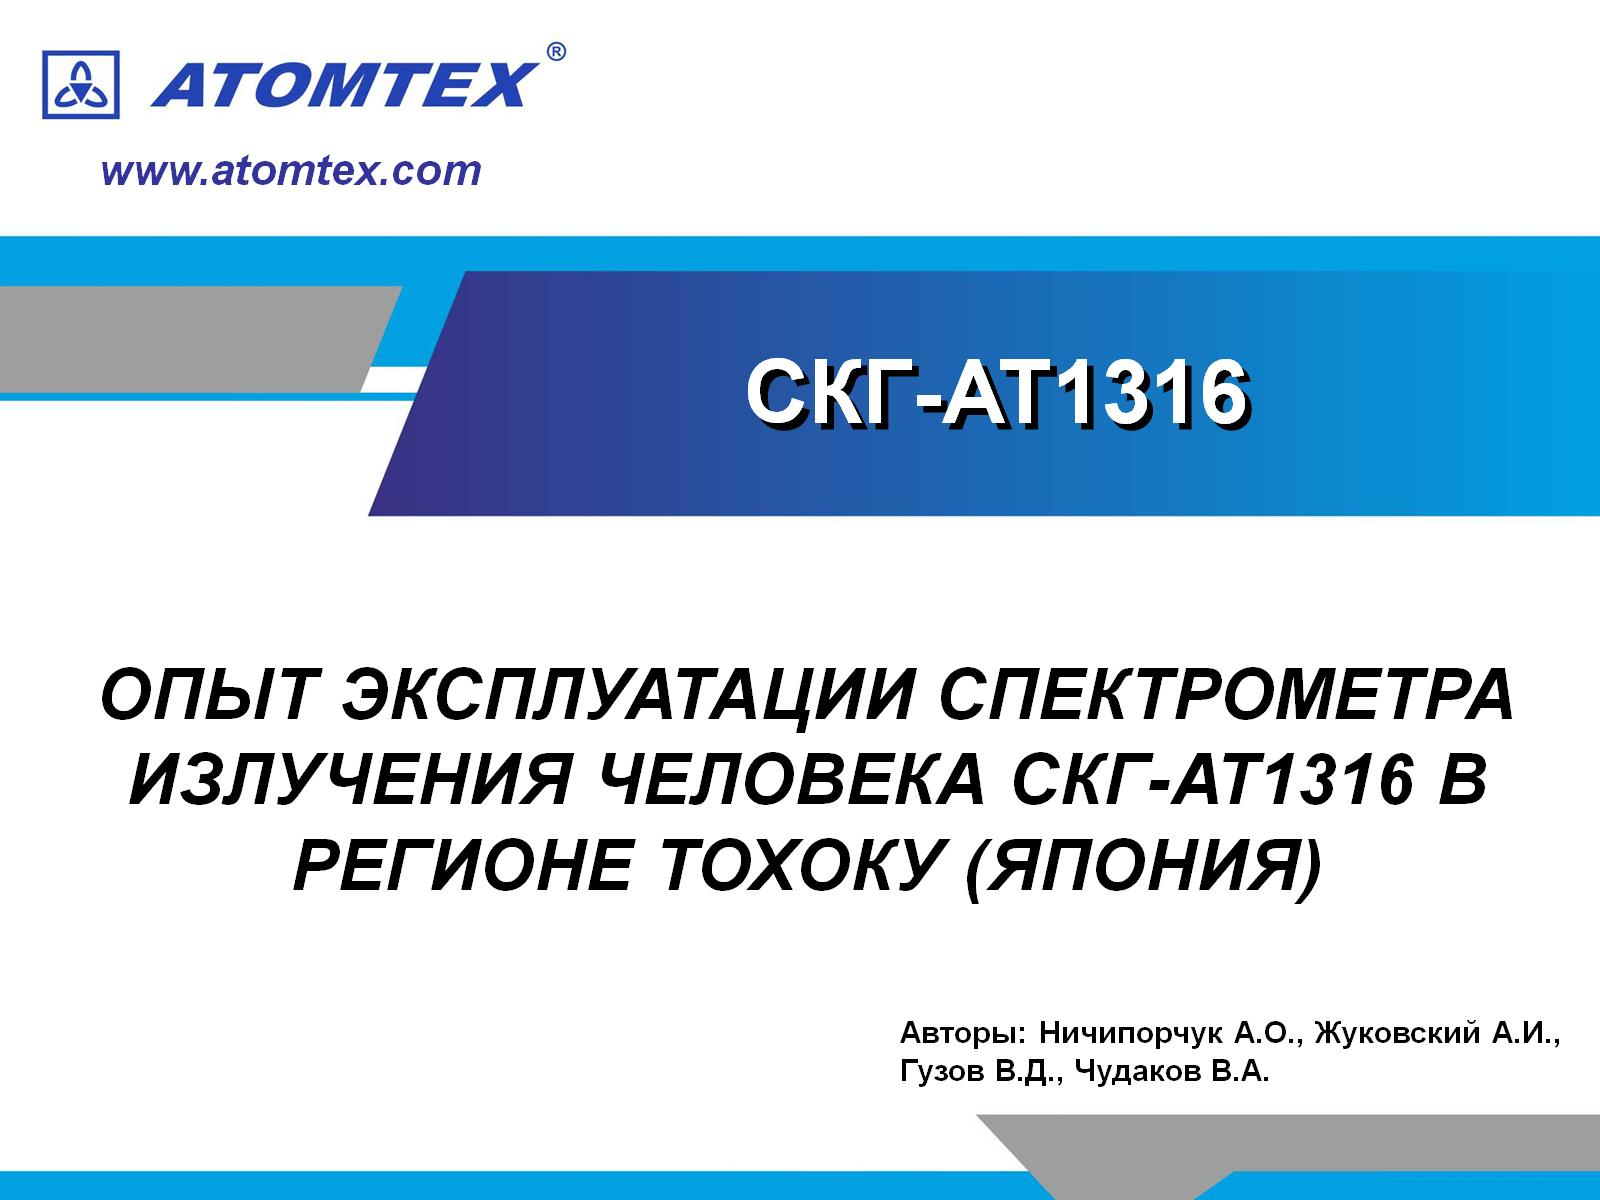 ATOMTEX®
www.atomtex.com
СКГ-АТ1316
ОПЫТ ЭКСПЛУАТАЦИИ СПЕКТРОМЕТРА
ИЗЛУЧЕНИЯ ЧЕЛОВЕКА СКГ-АТ1316 В
РЕГИОНЕ ТОХОКУ (ЯПОНИЯ)
Авторы: Ничипорчук А.О., Жуковский А.И.,
Гузов В.Д., Чудаков В.А.